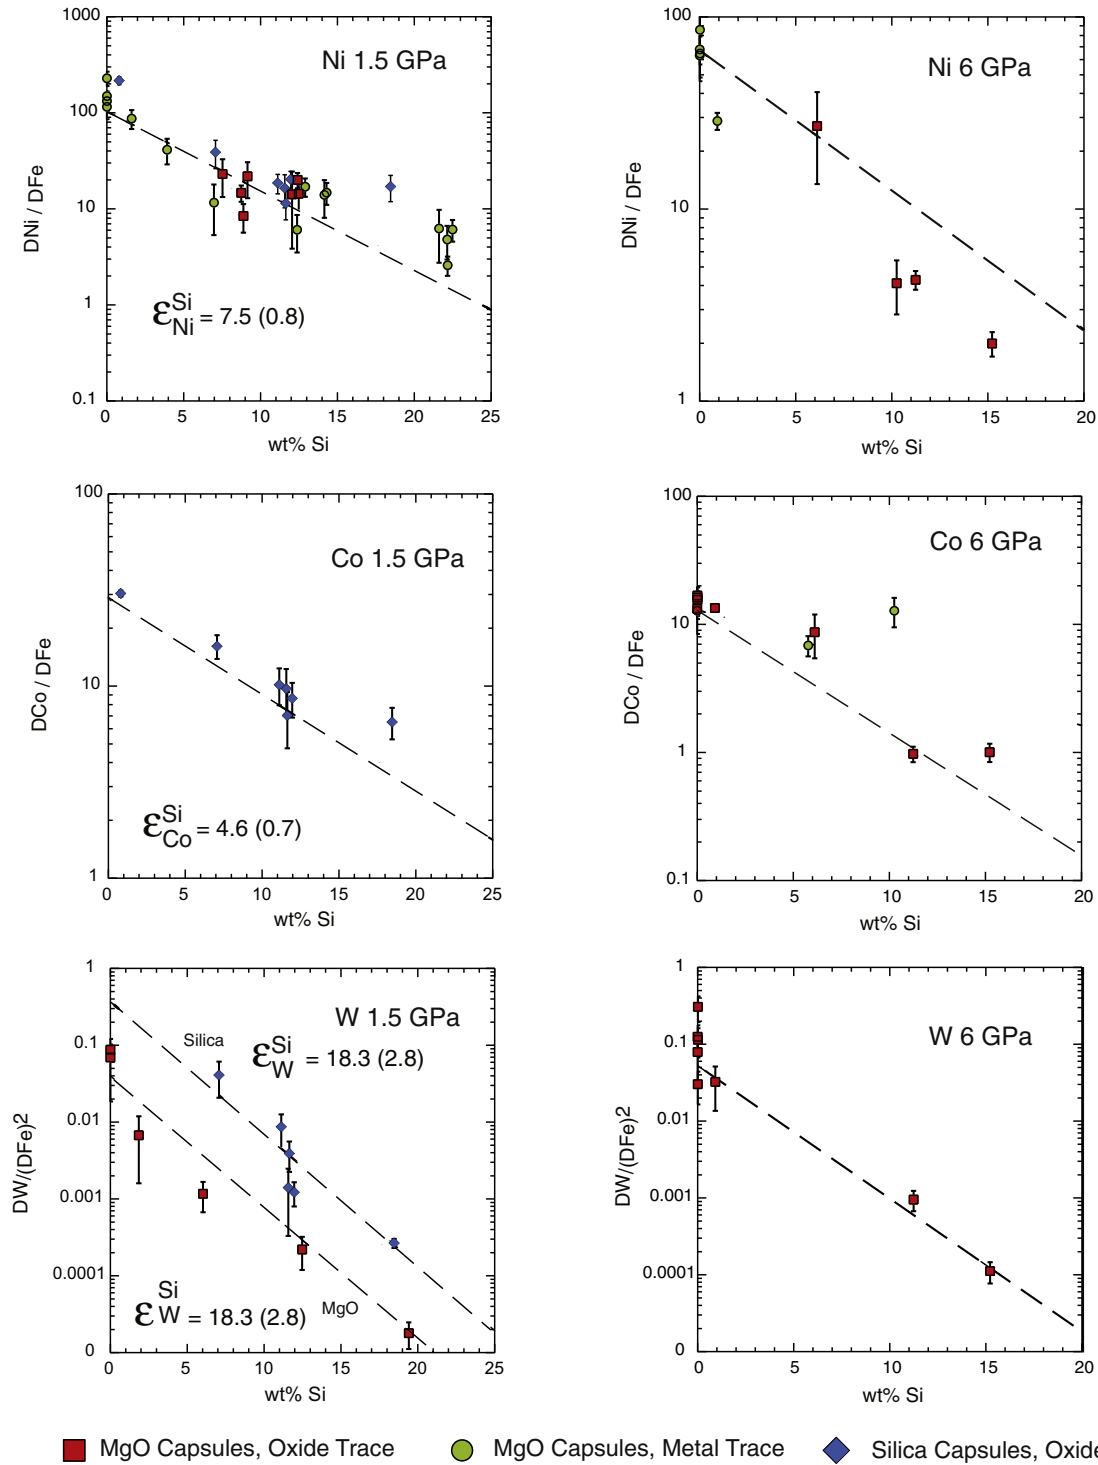 Ni 1.5 GPa
DNi / DFe
1000
100
10
1
0.1
0 5 10 15 20 25
wt% Si
εSiNi = 7.5 (0.8)
Ni 6 GPa
DNi / DFe
100
10
1
0 5 10 15 20
wt% Si
Co 1.5 GPa
DCo / DFe
100
10
1
0 5 10 15 20 25
wt% Si
εSiCo = 4.6 (0.7)
Co 6 GPa
DCo / DFe
100
10
1
0.1
0 5 10 15 20
wt% Si
W 1.5 GPa
DW/(DFe)2
1
0.1
0.01
0.001
0.0001
0
0 5 10 15 20 25
wt% Si
Silica
εSiW = 18.3 (2.8)
εSiW = 18.3 (2.8) MgO
W 6 GPa
DW/(DFe)2
1
0.1
0.01
0.001
0.0001
0
0 5 10 15 20
wt% Si
MgO Capsules, Oxide Trace
MgO Capsules, Metal Trace
Silica Capsules, Oxide